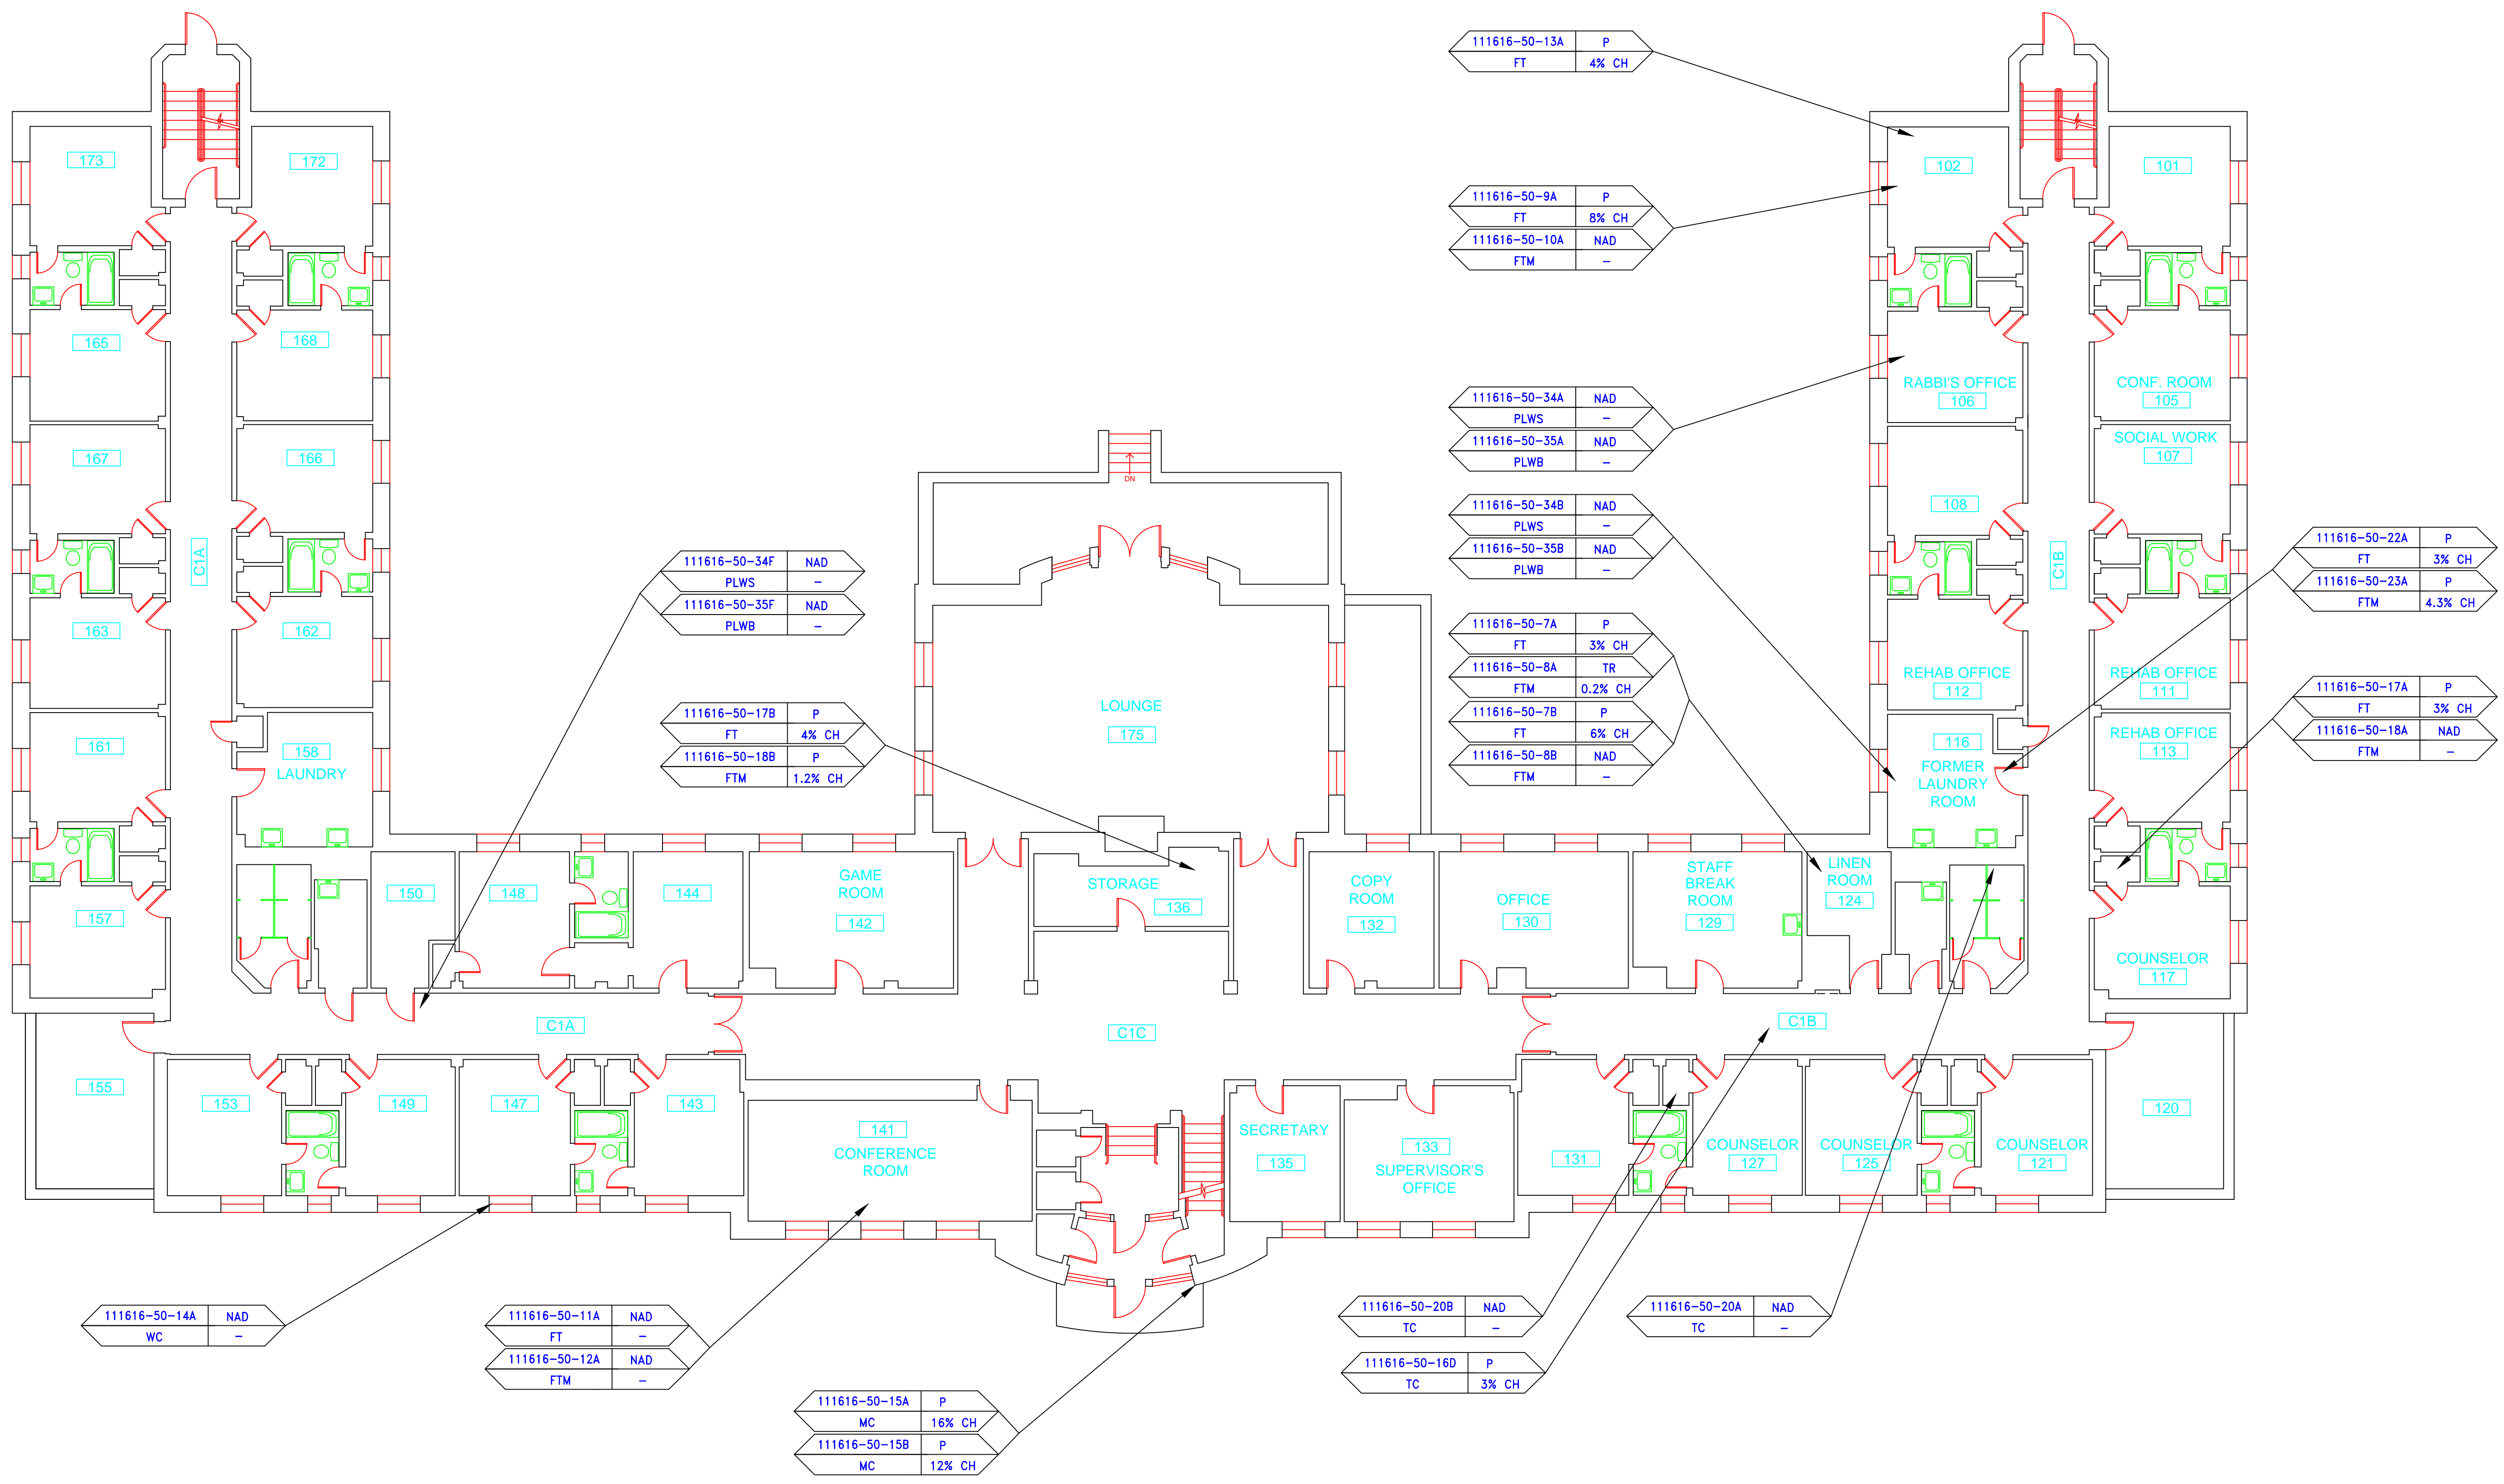 111616-50-13A P
FT 4% CH
173
172
102
101
111616-50-9A P
FT 8% CH
111616-50-10A NAD
FTM –
165
168
RABBI'S OFFICE
106
CONF. ROOM
105
111616-50-34A NAD
PLWS –
111616-50-35A NAD
PLWB –
167
166
C1A
DN
108
SOCIAL WORK
107
C1B
111616-50-34B NAD
PLWS –
111616-50-35B NAD
PLWB –
111616-50-34F NAD
PLWS –
111616-50-35F NAD
PLWB –
111616-50-22A P
FT 3% CH
111616-50-23A P
FTM 4.3% CH
163
162
111616-50-7A P
FT 3% CH
111616-50-8A TR
FTM 0.2% CH
111616-50-7B P
FT 6% CH
111616-50-8B NAD
FTM –
REHAB OFFICE
112
REHAB OFFICE
111
111616-50-17A P
FT 3% CH
111616-50-18A NAD
FTM –
161
158
LAUNDRY
111616-50-17B P
FT 4% CH
111616-50-18B P
FTM 1.2% CH
LOUNGE
175
116
FORMER
LAUNDRY
ROOM
REHAB OFFICE
113
157
150
148
144
GAME
ROOM
142
STORAGE
136
COPY
ROOM
132
OFFICE
130
STAFF
BREAK
ROOM
129
LINEN
ROOM
124
COUNSELOR
117
C1A
C1C
C1B
155
153
149
147
143
141
CONFERENCE
ROOM
SECRETARY
135
133
SUPERVISOR'S
OFFICE
131
COUNSELOR
127
COUNSELOR
125
COUNSELOR
121
120
111616-50-14A NAD
WC –
111616-50-11A NAD
FT –
111616-50-12A NAD
FTM –
111616-50-20B NAD
TC –
111616-50-20A NAD
TC –
111616-50-16D P
TC 3% CH
111616-50-15A P
MC 16% CH
111616-50-15B P
MC 12% CH